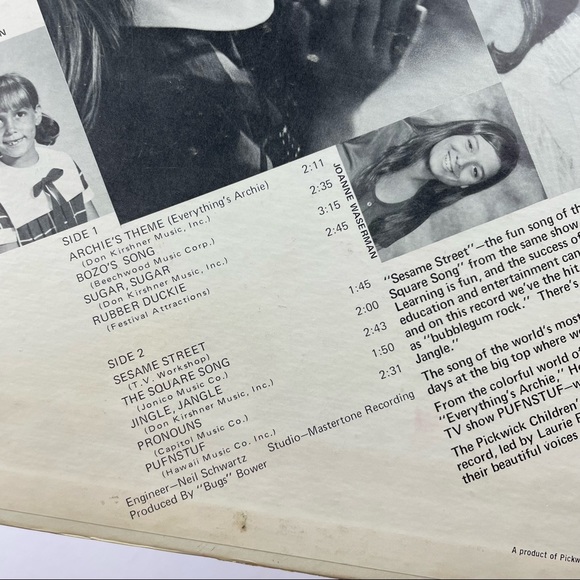 N
JOANNE WASERMAN
SIDE 1
ARCHIE'S THEME (Everything's Archie) 2:11
(Don Kirshner Music, Inc.)
BOZO'S SONG 2:35
(Beechwood Music Corp.)
SUGAR, SUGAR 3:15
(Don Kirshner Music, Inc.)
RUBBER DUCKIE 2:45
(Festival Attractions)
SIDE 2
SESAME STREET 1:45
(T.V. Workshop)
THE SQUARE SONG 2:00
(Jonico Music Co.)
JINGLE, JANGLE 2:43
(Don Kirshner Music, Inc.)
PRONOUNS 1:50
(Capitol Music Co.)
PUFNSTUF 2:31
(Hawaii Music Co. Inc.)
Engineer—Neil Schwartz Studio—Mastertone Recording
Produced By "Bugs" Bower
"Sesame Street"—the fun song of th
Square Song" from the same show
Learning is fun, and the success of
education and entertainment can
and on this record we've the hit
as "bubblegum rock." There's
Jangle."
The song of the world's most
days at the big top where w
From the colorful world o
"Everything's Archie," He
TV show PUFNSTUF—w
The Pickwick Children'
record, led by Laurie
their beautiful voices
A product of Pickw